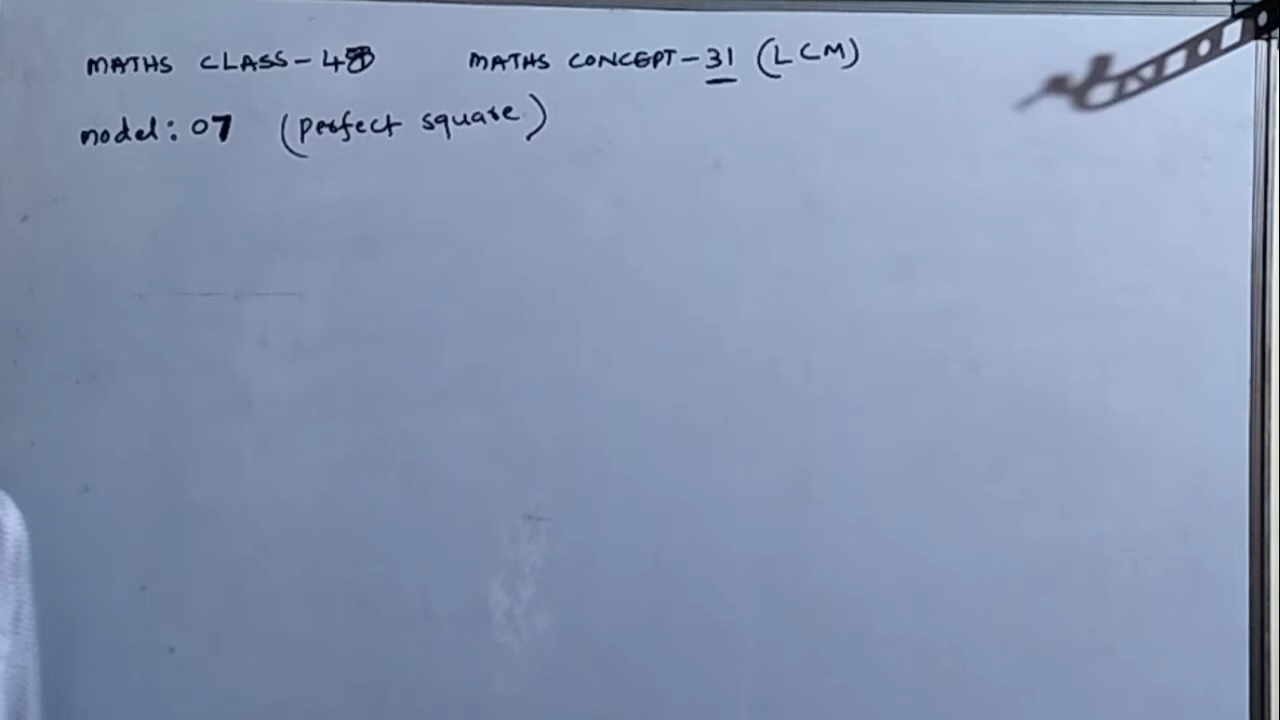 MATHS CLASS-48 MATHS CONCEPT-31 (LCM)
model: 07 (perfect square)